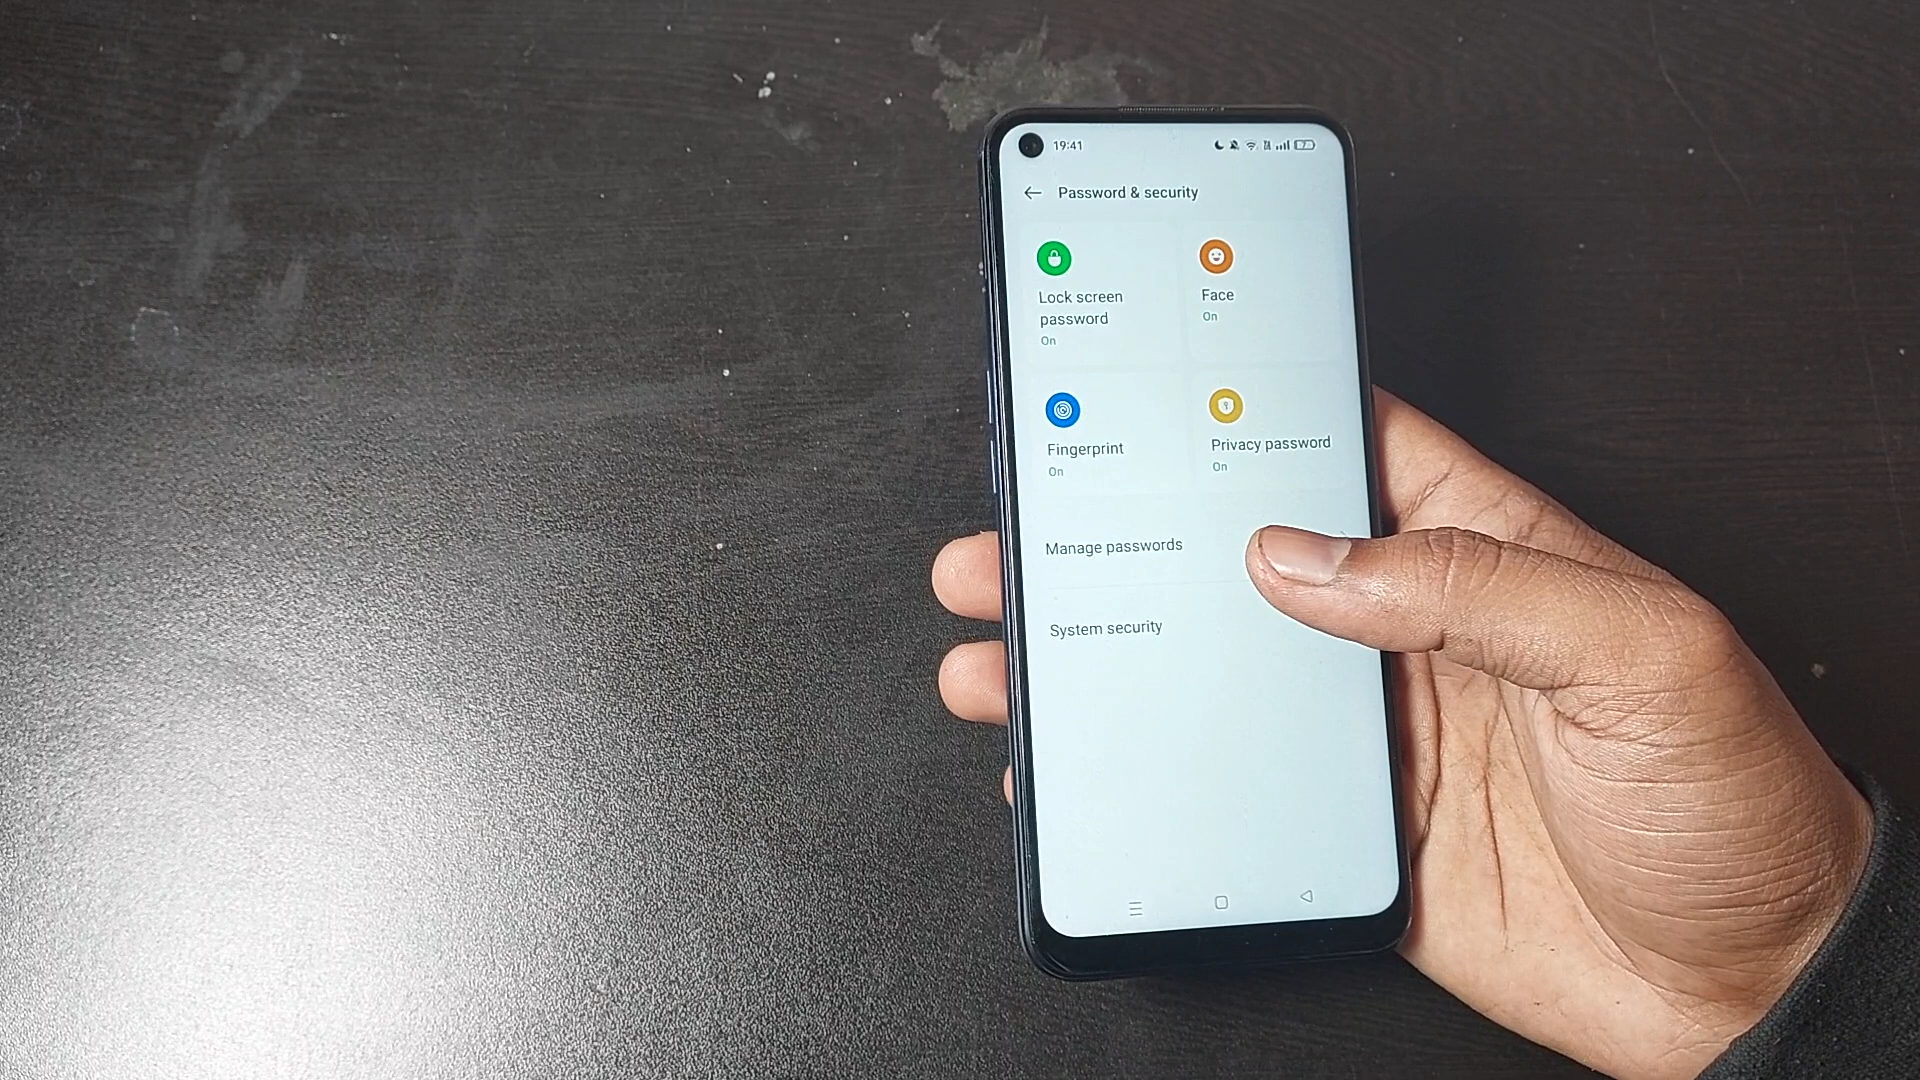 19:41
7
Password & security
Lock screen
password
On
Face
On
Fingerprint
On
Privacy password
On
Manage passwords
System security